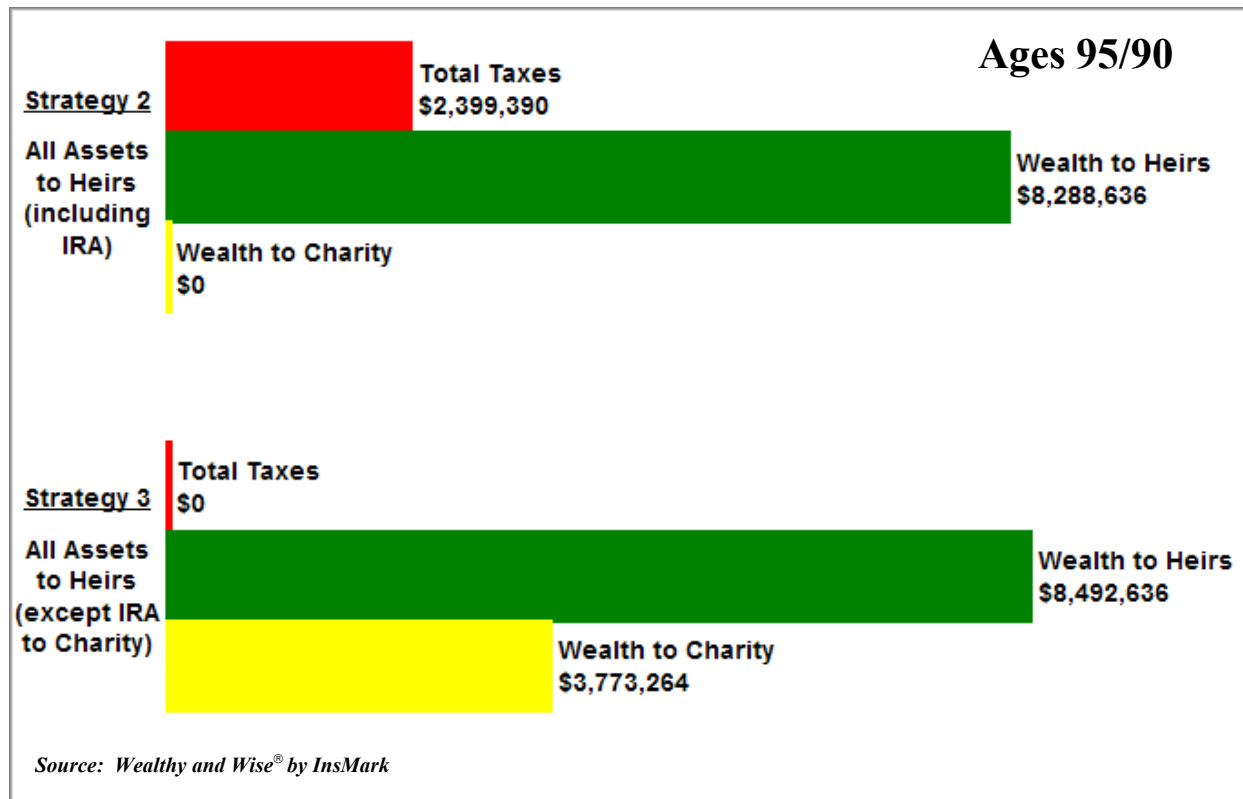 Ages 95/90
Strategy 2
All Assets
to Heirs
(including
IRA)
Total Taxes
$2,399,390
Wealth to Heirs
$8,288,636
Wealth to Charity
$0
Strategy 3
All Assets
to Heirs
(except IRA
to Charity)
Total Taxes
$0
Wealth to Heirs
$8,492,636
Wealth to Charity
$3,773,264
Source: Wealthy and Wise® by InsMark